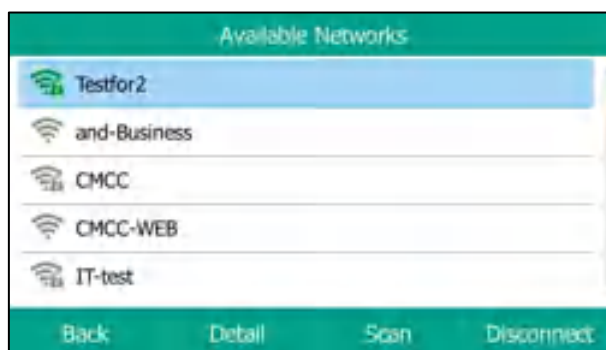 Available Networks
Testfor2
and-Business
CMCC
CMCC-WEB
IT-test
Back Detail Scan Disconnect